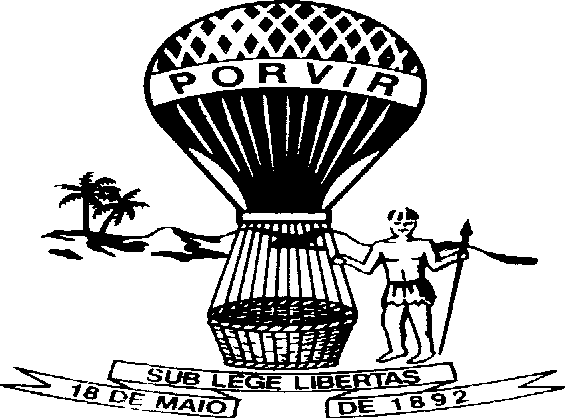 PORVIR
SUB LEGE LIBERTAS
18 DE MAIO DE 1892